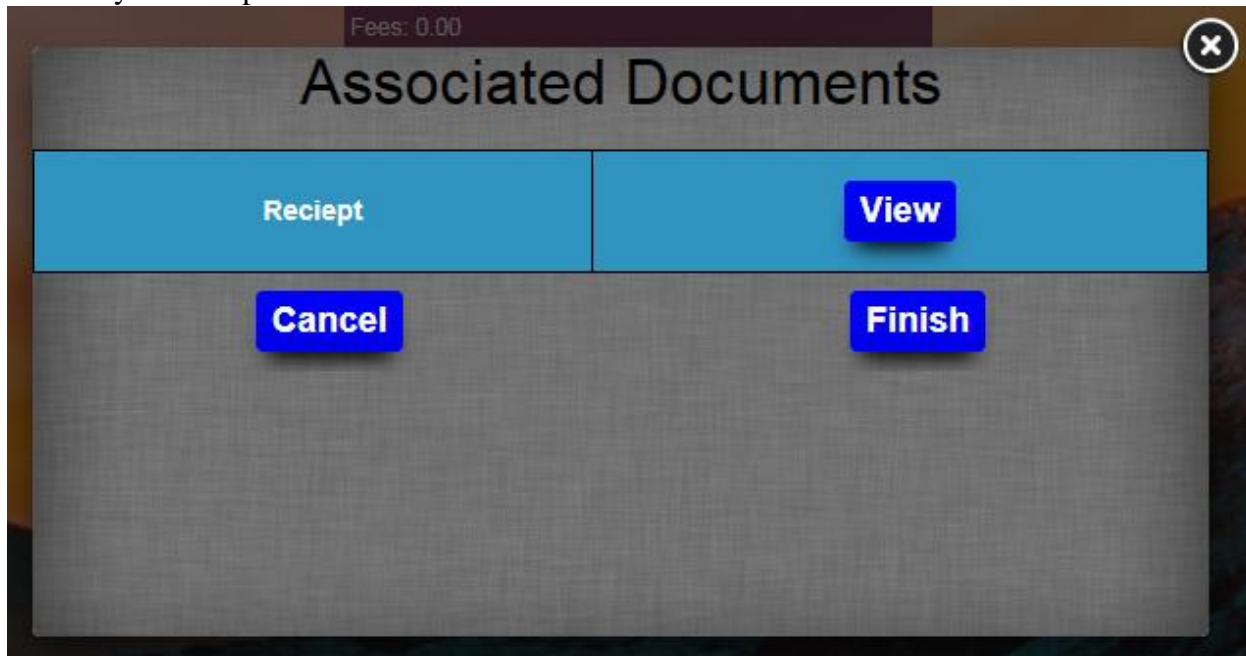 Fees: 0.00
Associated Documents
Reciept
View
Cancel
Finish